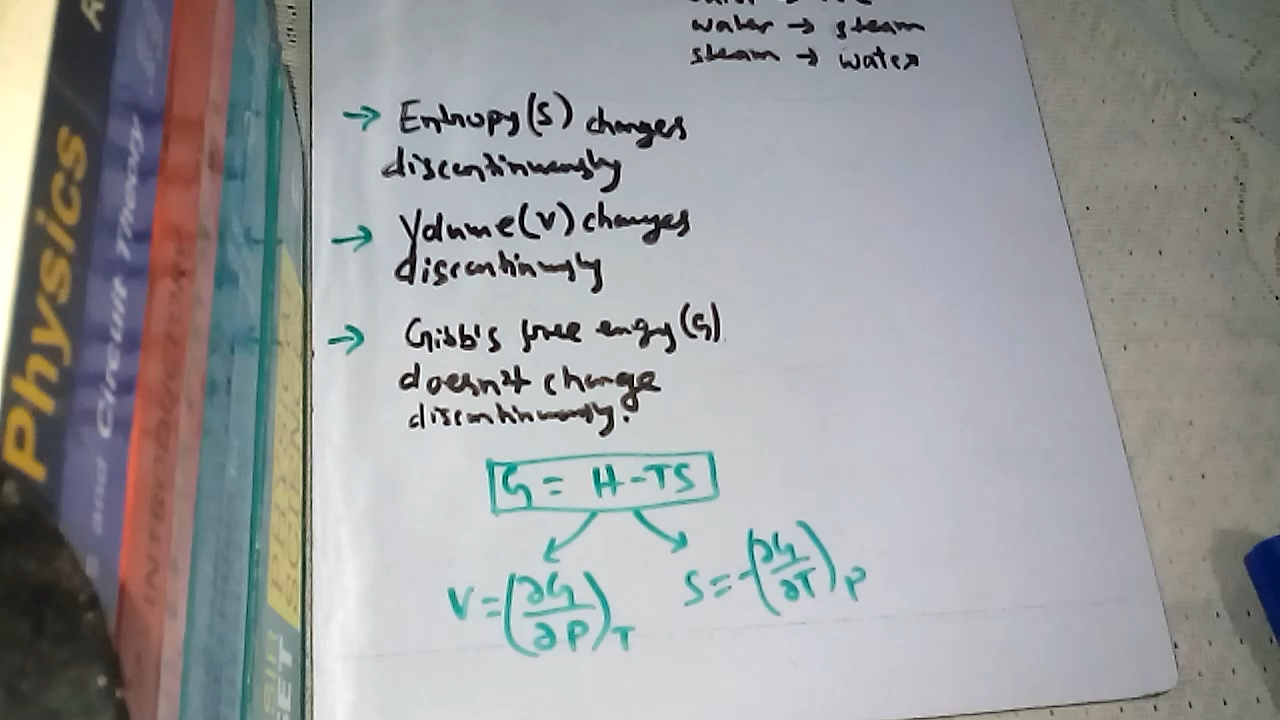 water → steam
steam → water
→ Entropy(S) changes
discontinuously
→ Volume(V) changes
discontinuously
→ Gibb's free energy(G)
doesn't change
discontinuously.
G = H-TS
V=(∂G/∂P)T S=-(∂G/∂T)P
Physics
and Circuit Theory